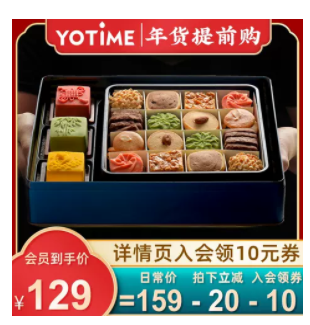 YOTIME 年货提前购
详情页入会领10元券
会员到手价
¥129
日常价 拍下立减 入会领券
=159 - 20 - 10